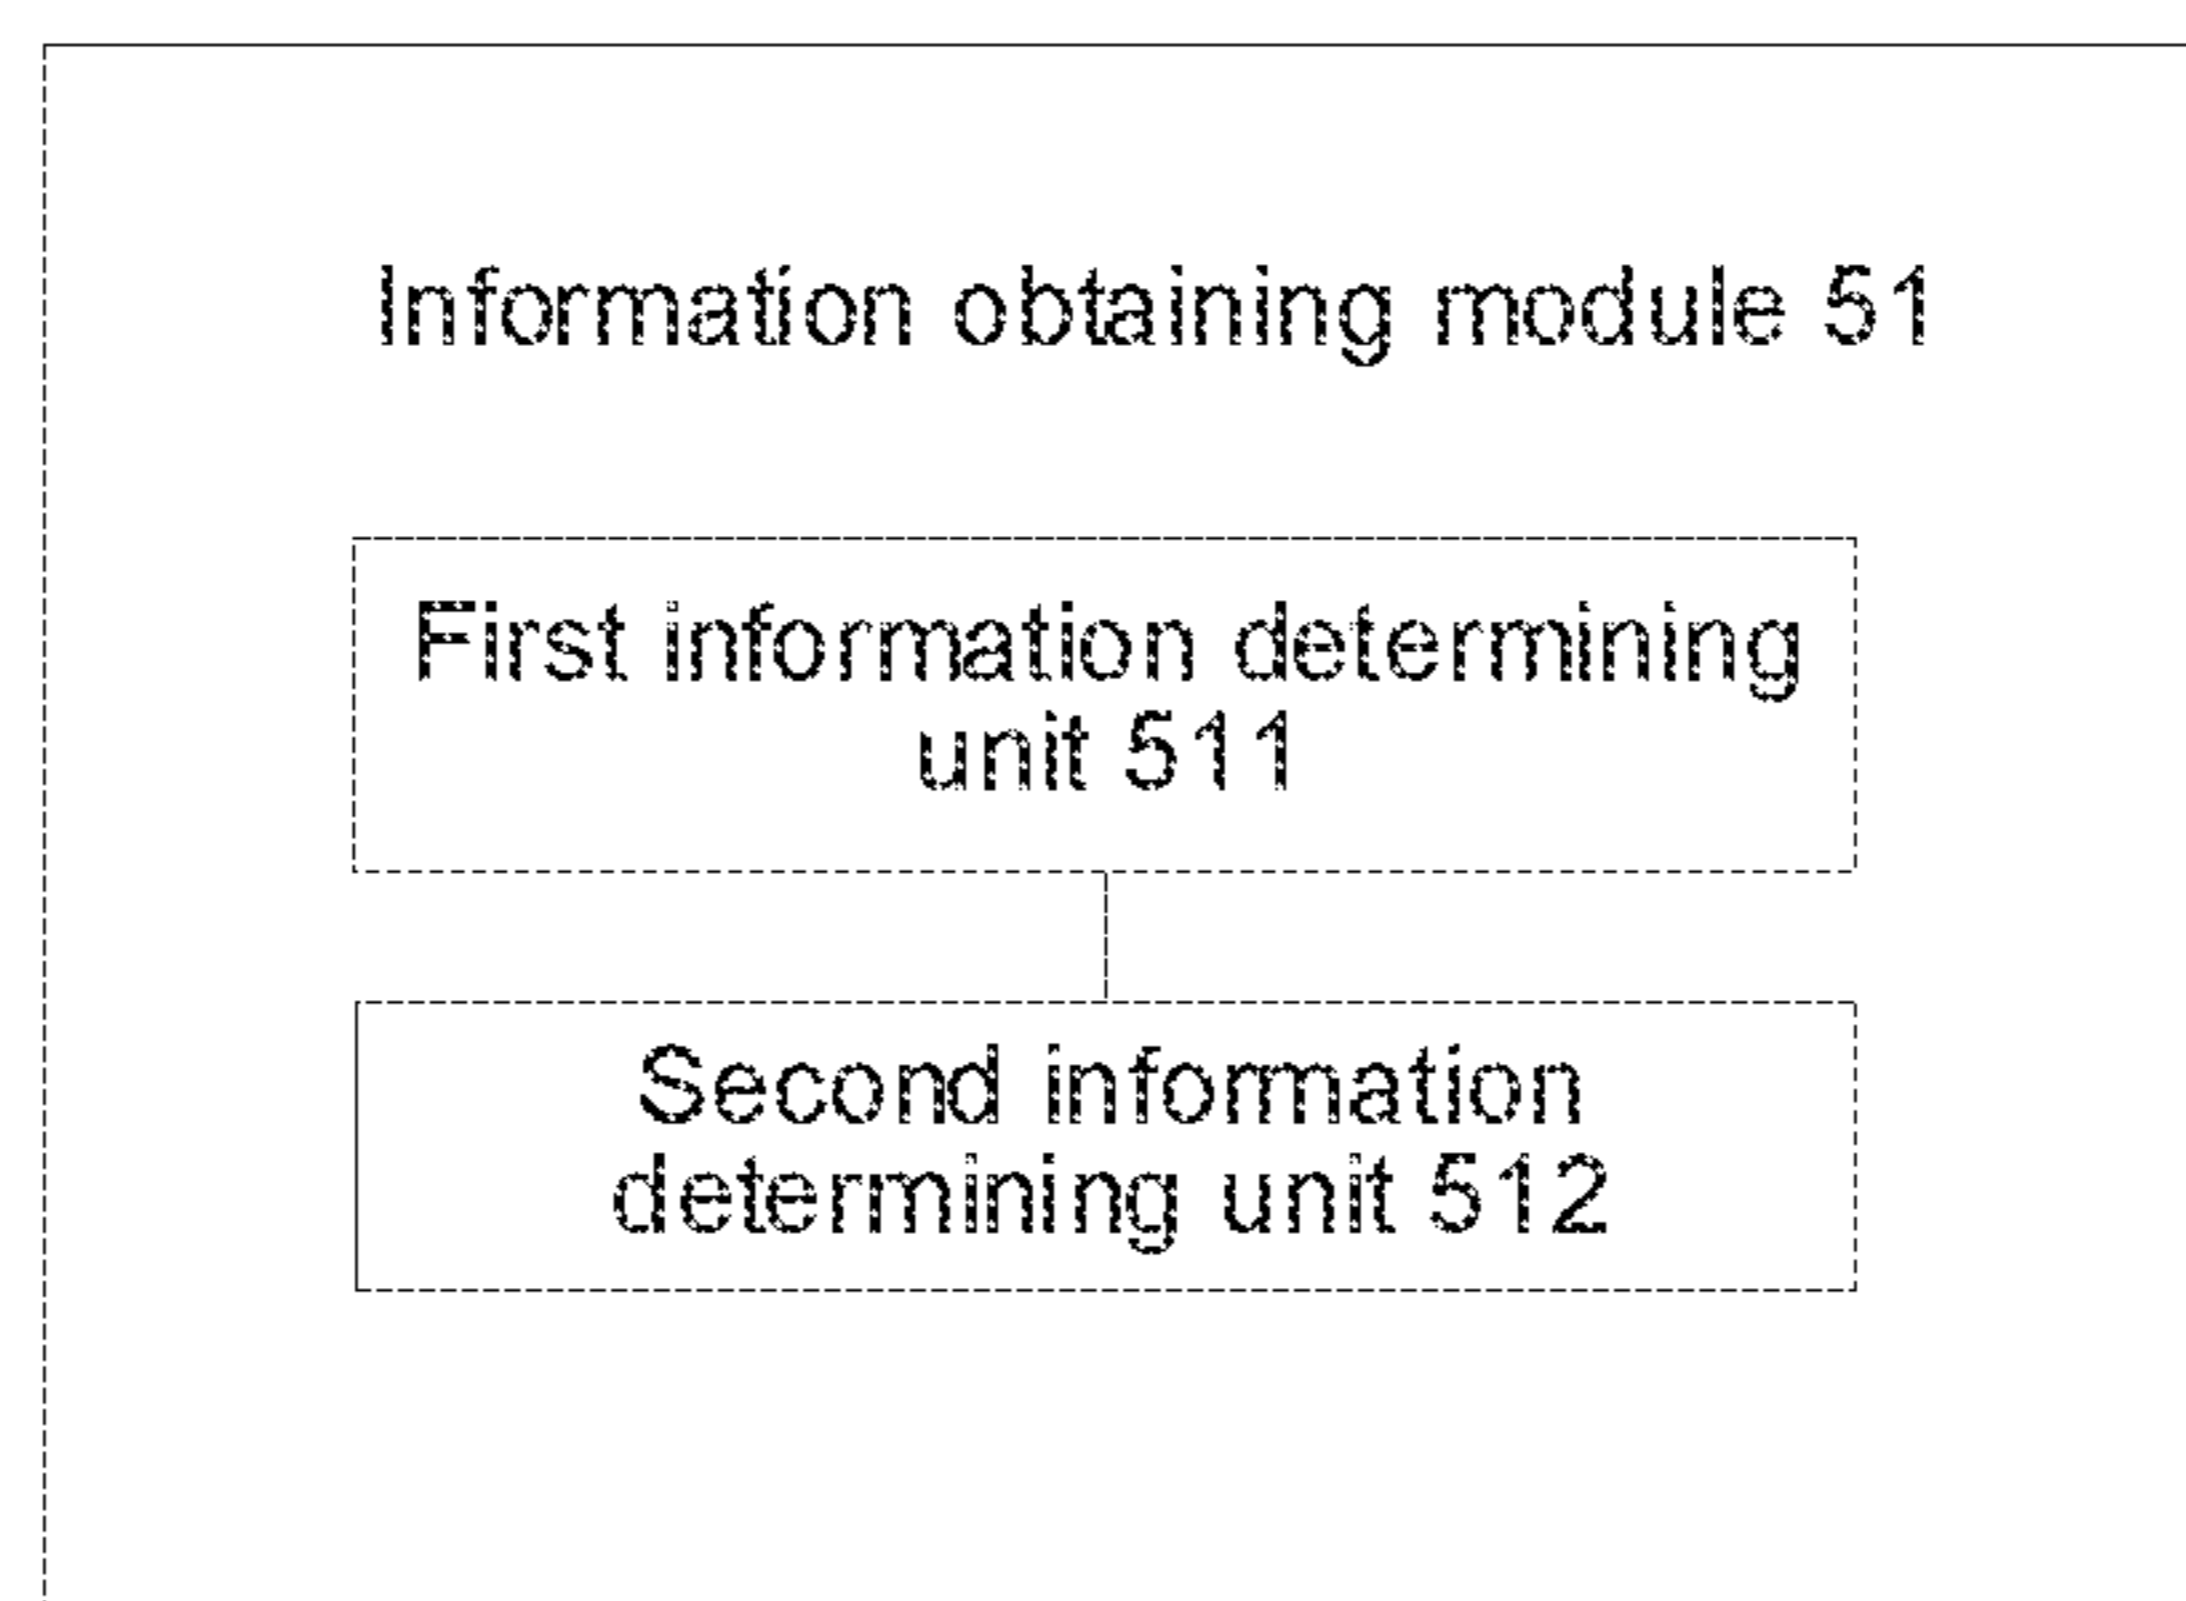 Information obtaining module 51
First information determining
unit 511
Second information
determining unit 512